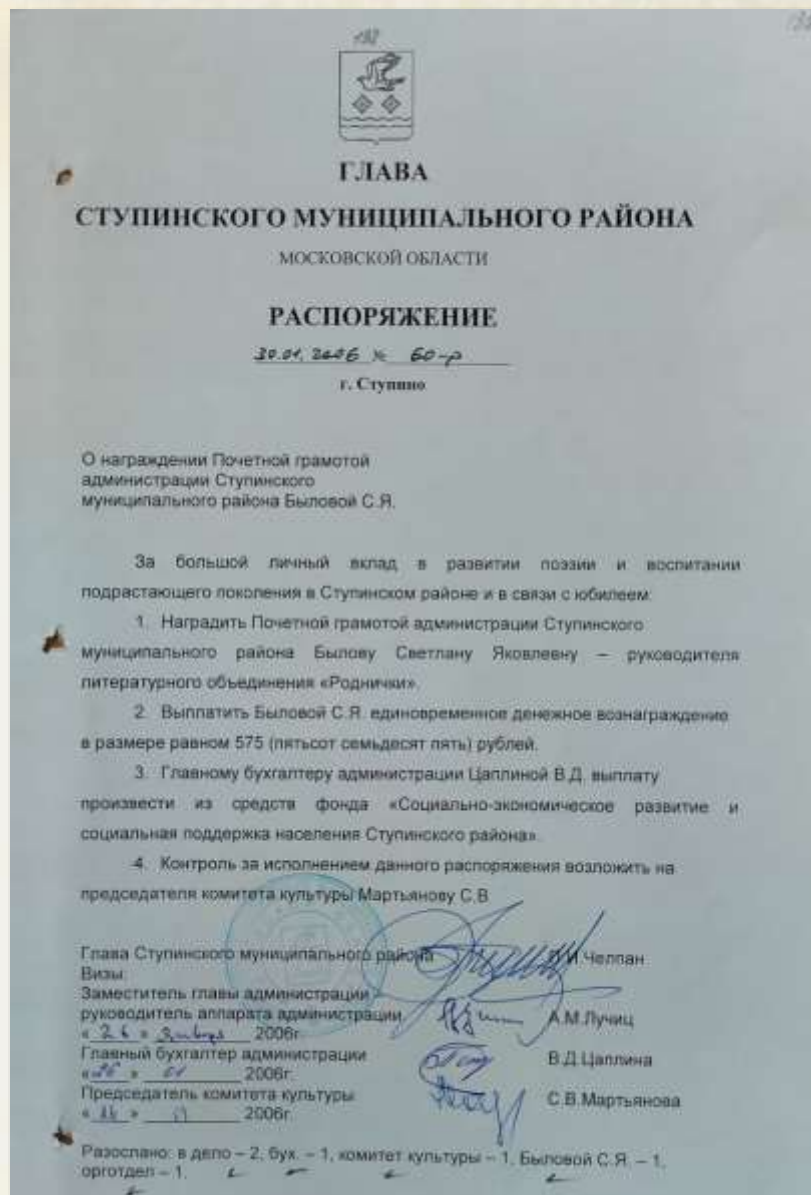 192
ГЛАВА
СТУПИНСКОГО МУНИЦИПАЛЬНОГО РАЙОНА
МОСКОВСКОЙ ОБЛАСТИ
РАСПОРЯЖЕНИЕ
30.01.2006 № 60-р
г. Ступино
О награждении Почетной грамотой
администрации Ступинского
муниципального района Быловой С.Я.
За большой личный вклад в развитии поэзии и воспитании
подрастающего поколения в Ступинском районе и в связи с юбилеем:
1. Наградить Почетной грамотой администрации Ступинского
муниципального района Былову Светлану Яковлевну – руководителя
литературного объединения «Роднички».
2. Выплатить Быловой С.Я. единовременное денежное вознаграждение
в размере равном 575 (пятьсот семьдесят пять) рублей.
3. Главному бухгалтеру администрации Цаплиной В.Д. выплату
произвести из средств фонда «Социально-экономическое развитие и
социальная поддержка населения Ступинского района».
4. Контроль за исполнением данного распоряжения возложить на
председателя комитета культуры Мартьянову С.В.
Глава Ступинского муниципального района Челпан
Визы:
Заместитель главы администрации –
руководитель аппарата администрации А.М.Лучиц
« 26 » января 2006г.
Главный бухгалтер администрации В.Д.Цаплина
« 26 » 01 2006г.
Председатель комитета культуры С.В.Мартьянова
« » 2006г.
Разослано: в дело – 2, бух. – 1, комитет культуры – 1, Быловой С.Я. – 1,
орготдел – 1.